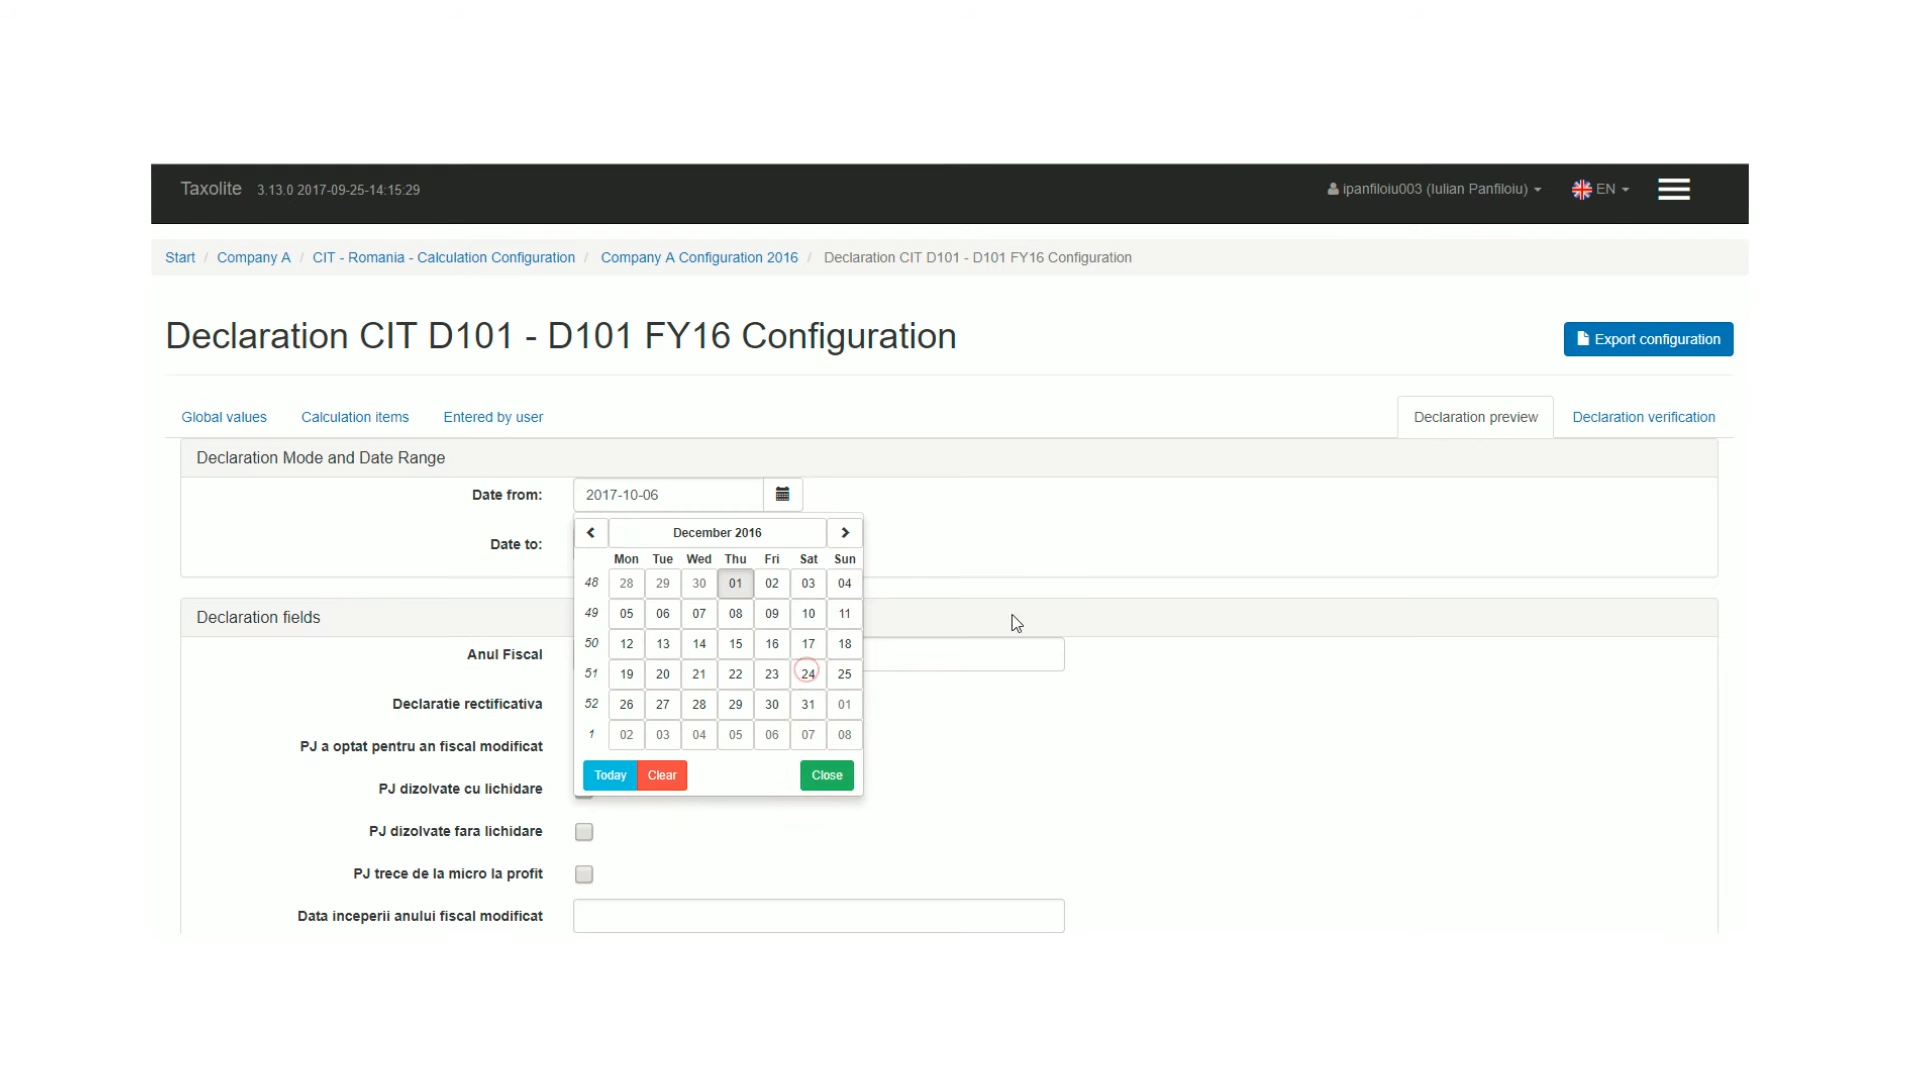 Taxolite 3.13.0 2017-09-25-14:15:29 ipanfiloiu003 (Iulian Panfiloiu) EN
Start / Company A / CIT - Romania - Calculation Configuration / Company A Configuration 2016 / Declaration CIT D101 - D101 FY16 Configuration
Declaration CIT D101 - D101 FY16 Configuration
Export configuration
Global values Calculation items Entered by user Declaration preview Declaration verification
Declaration Mode and Date Range
Date from: 2017-10-06
Date to:
December 2016
Mon Tue Wed Thu Fri Sat Sun
48 28 29 30 01 02 03 04
49 05 06 07 08 09 10 11
50 12 13 14 15 16 17 18
51 19 20 21 22 23 24 25
52 26 27 28 29 30 31 01
1 02 03 04 05 06 07 08
Today Clear Close
Declaration fields
Anul Fiscal
Declaratie rectificativa
PJ a optat pentru an fiscal modificat
PJ dizolvate cu lichidare
PJ dizolvate fara lichidare
PJ trece de la micro la profit
Data inceperii anului fiscal modificat